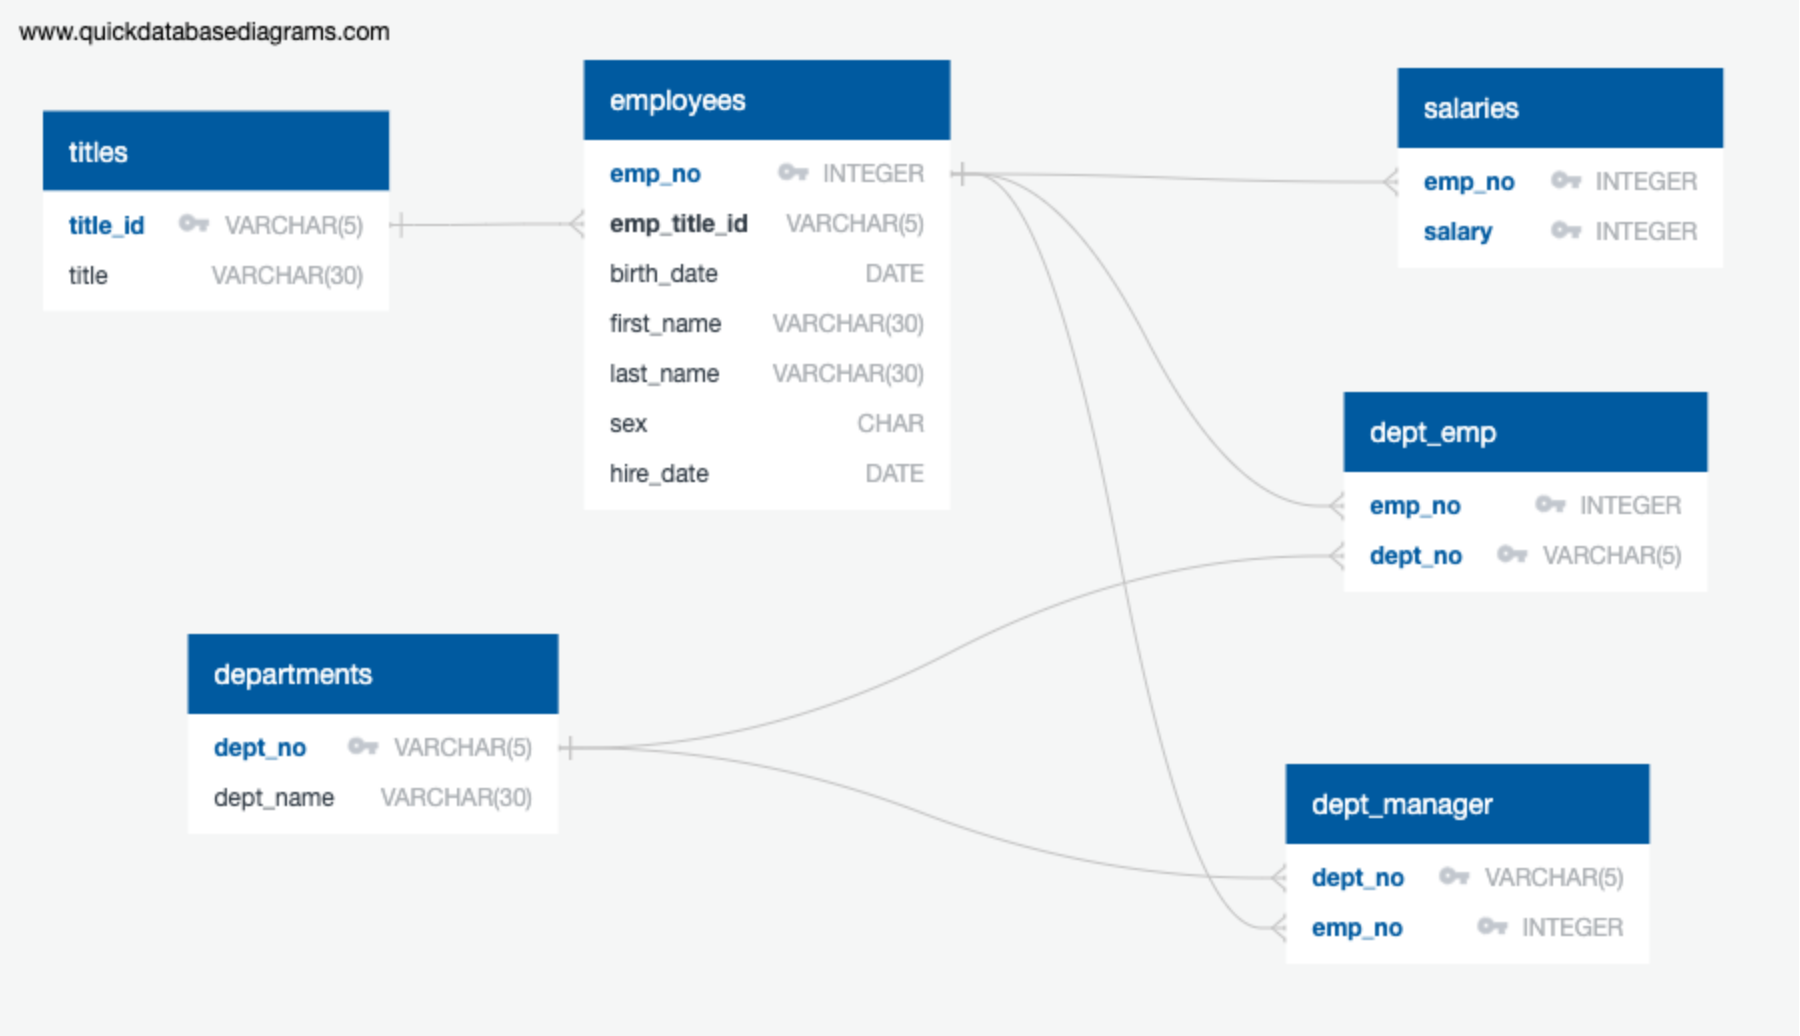 www.quickdatabasediagrams.com
titles
title_id VARCHAR(5)
title VARCHAR(30)
employees
emp_no INTEGER
emp_title_id VARCHAR(5)
birth_date DATE
first_name VARCHAR(30)
last_name VARCHAR(30)
sex CHAR
hire_date DATE
salaries
emp_no INTEGER
salary INTEGER
dept_emp
emp_no INTEGER
dept_no VARCHAR(5)
departments
dept_no VARCHAR(5)
dept_name VARCHAR(30)
dept_manager
dept_no VARCHAR(5)
emp_no INTEGER